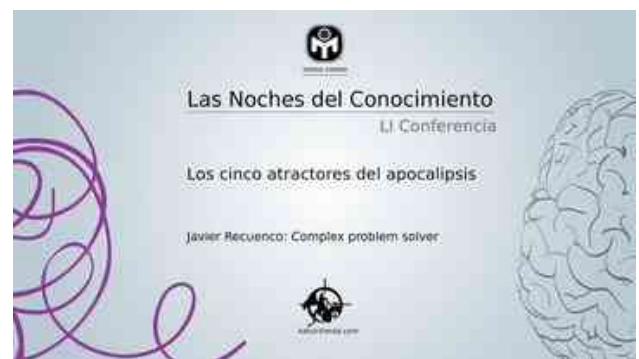 Las Noches del Conocimiento
LI Conferencia
Los cinco atractores del apocalipsis
Javier Recuenco: Complex problem solver